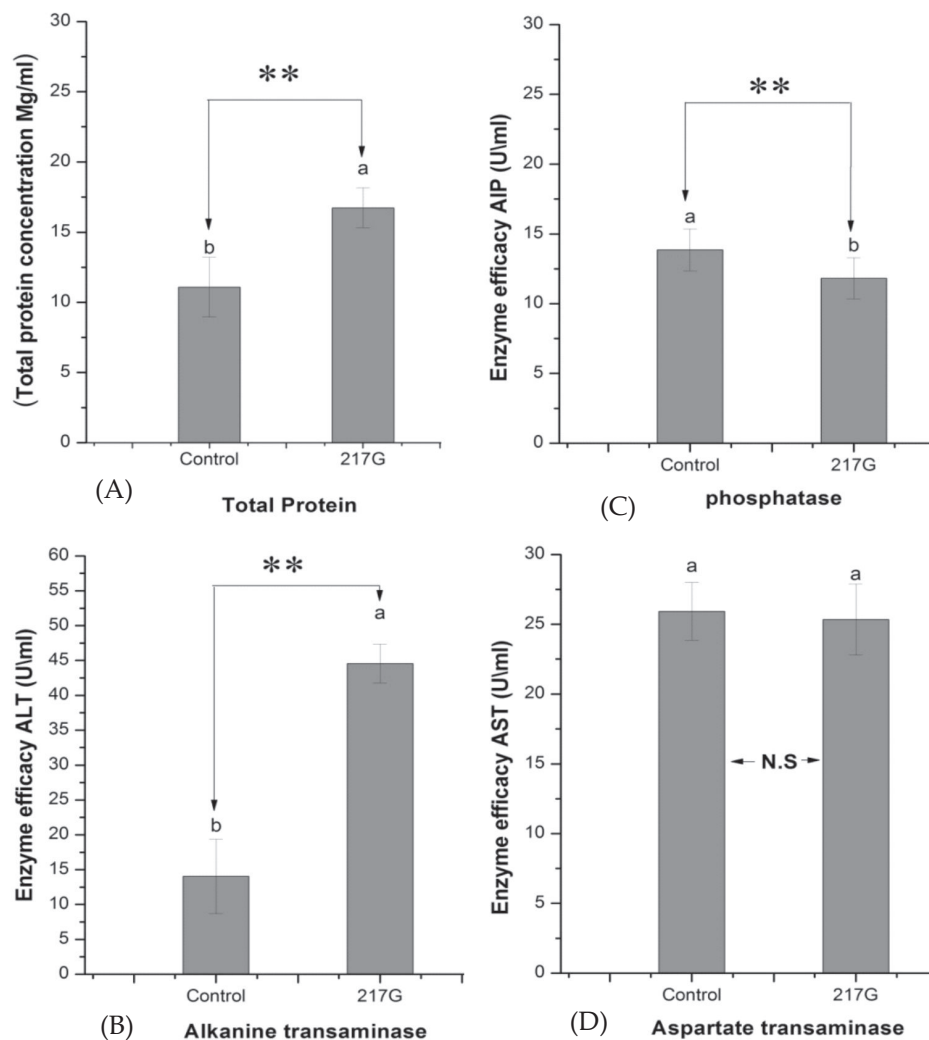 (Total protein concentration Mg/ml)
30
25
20
15
10
5
0
**
b
a
Control
217G
(A)
Total Protein
Enzyme efficacy AlP (U\ml)
30
25
20
15
10
5
0
**
a
b
Control
217G
(C)
phosphatase
Enzyme efficacy ALT (U\ml)
60
55
50
45
40
35
30
25
20
15
10
5
0
**
b
a
Control
217G
(B)
Alkanine transaminase
Enzyme efficacy AST (U\ml)
30
25
20
15
10
5
0
a
a
N.S
Control
217G
(D)
Aspartate transaminase